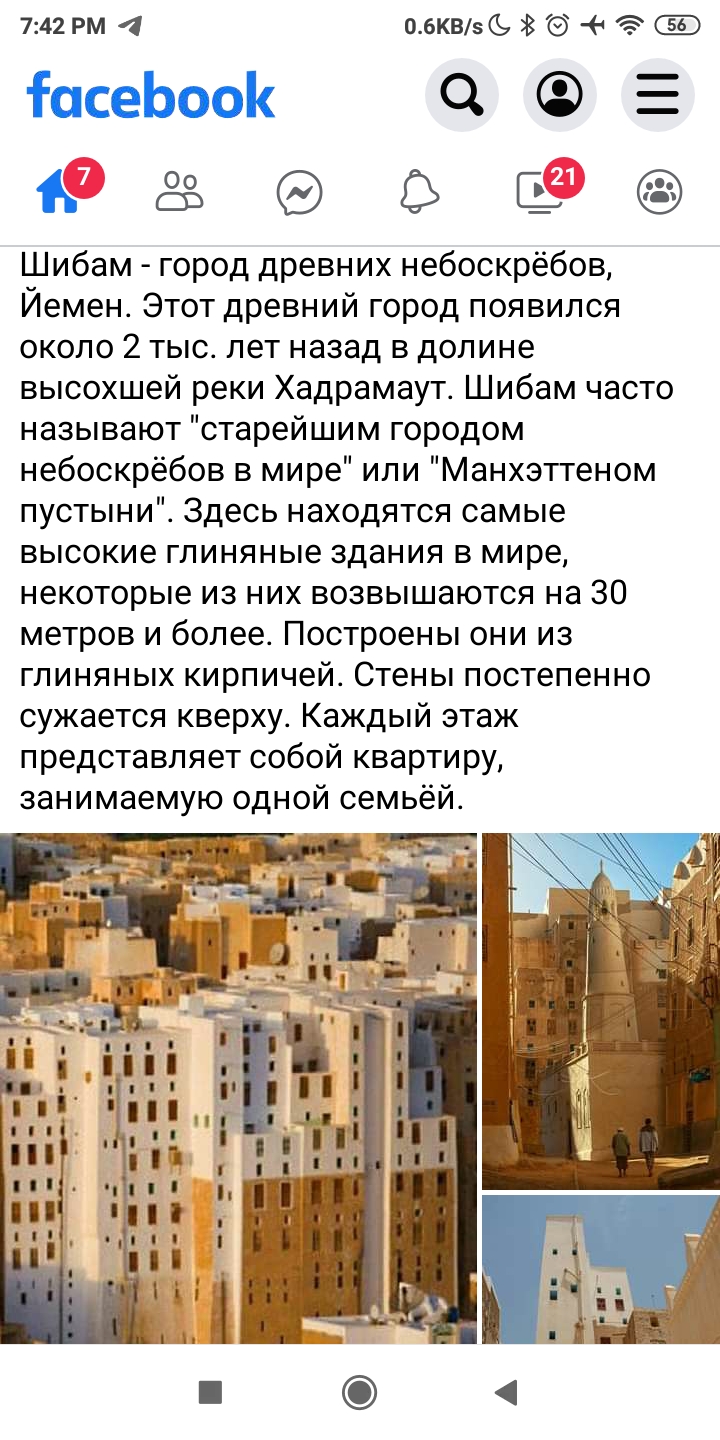 7:42 PM 0.6KB/s 56
facebook
7
21
Шибам - город древних небоскрёбов,
Йемен. Этот древний город появился
около 2 тыс. лет назад в долине
высохшей реки Хадрамаут. Шибам часто
называют "старейшим городом
небоскрёбов в мире" или "Манхэттеном
пустыни". Здесь находятся самые
высокие глиняные здания в мире,
некоторые из них возвышаются на 30
метров и более. Построены они из
глиняных кирпичей. Стены постепенно
сужается кверху. Каждый этаж
представляет собой квартиру,
занимаемую одной семьёй.